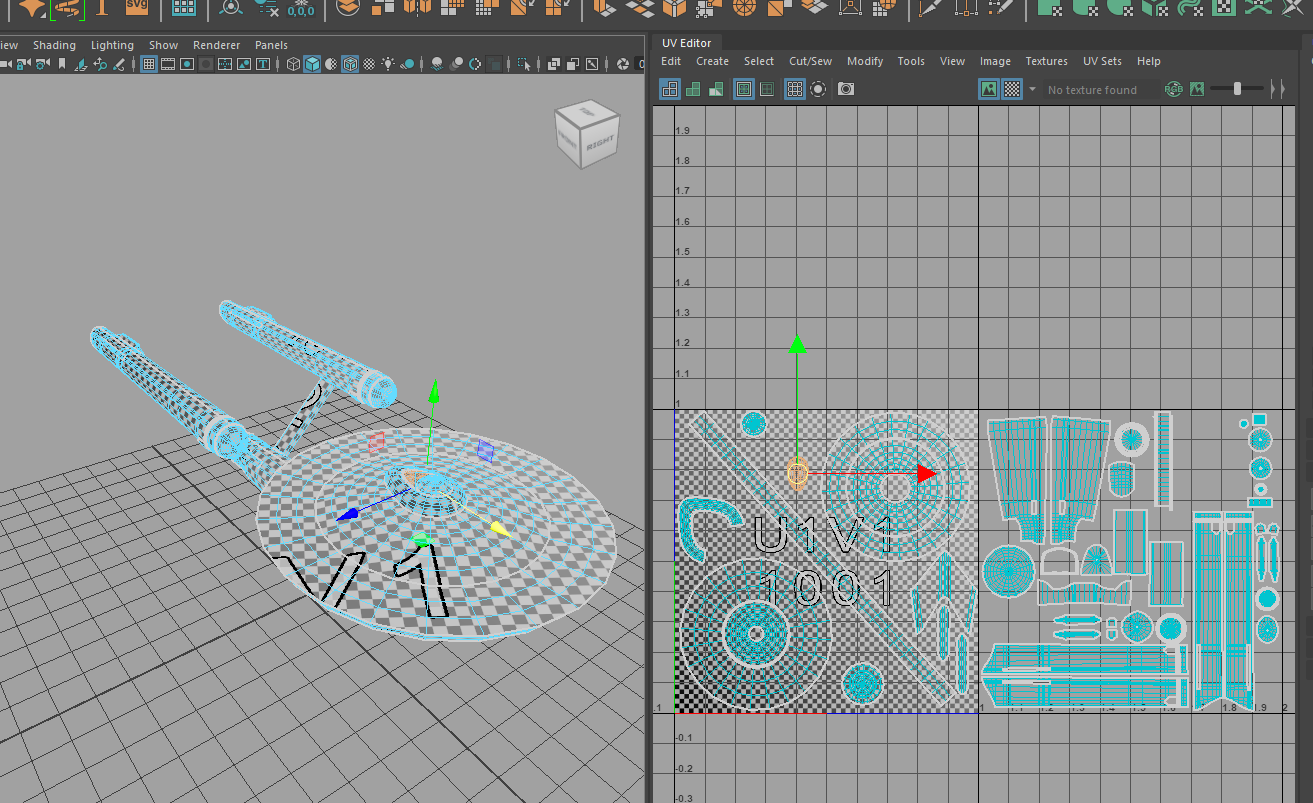 SVG
0,0,0
iew Shading Lighting Show Renderer Panels
UV Editor
Edit Create Select Cut/Sew Modify Tools View Image Textures UV Sets Help
No texture found
RGB
RIGHT
V 1
1.9
1.8
1.7
1.6
1.5
1.4
1.3
1.2
1.1
1
U1V1
1001
.1 1 1.1 1.2 1.3 1.4 1.5 1.6 1.8 1.9 2
-0.1
-0.2
-0.3